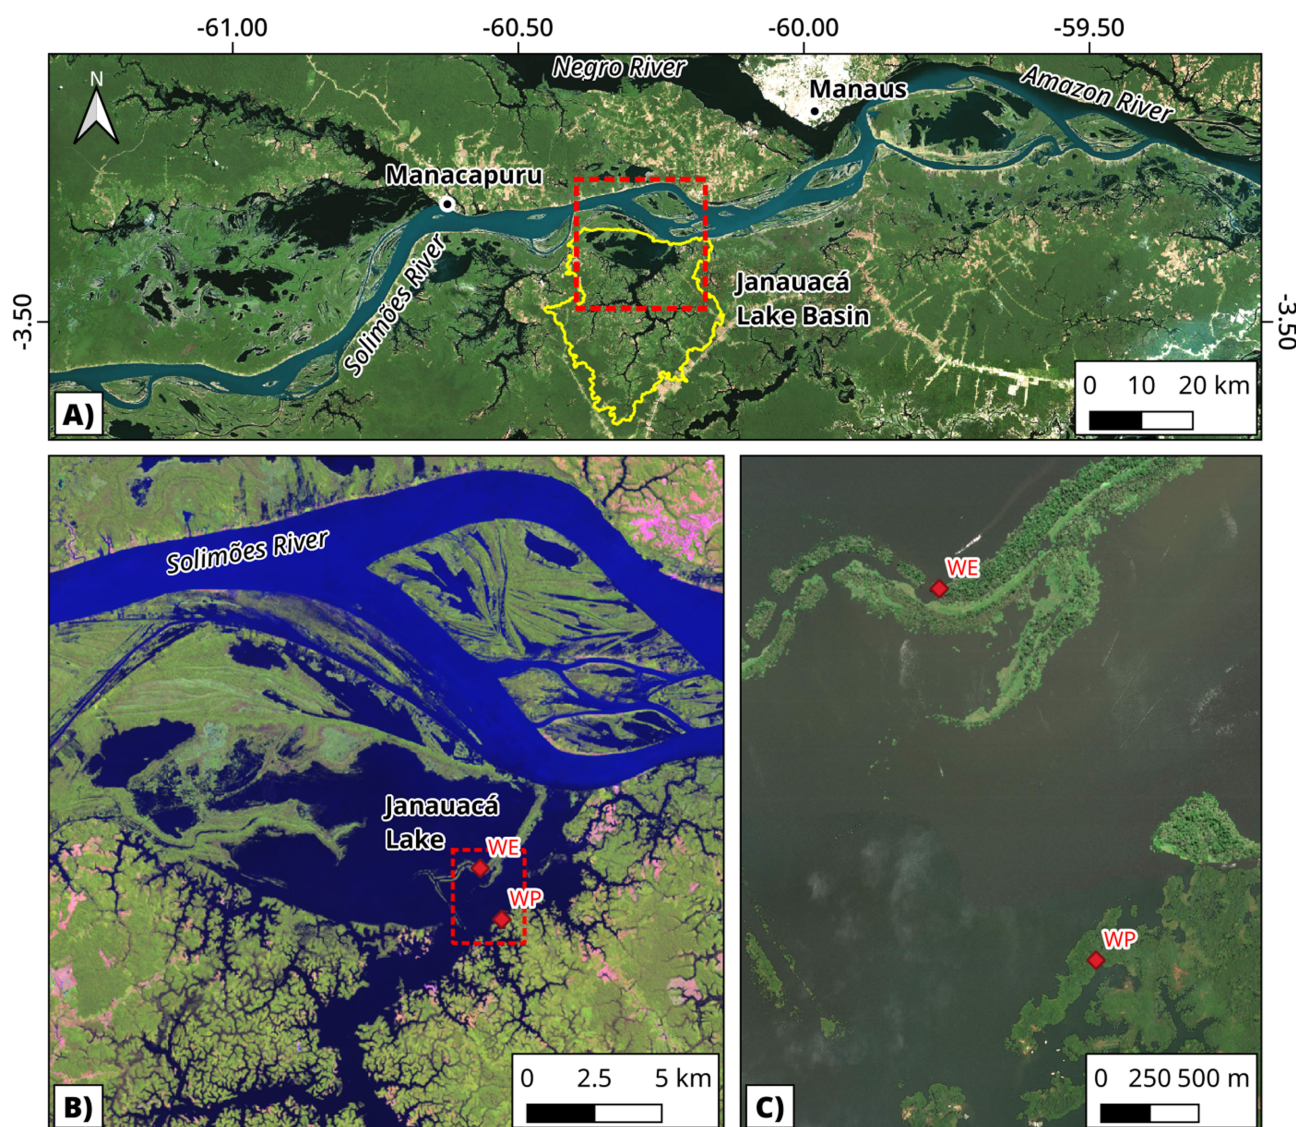 -61.00 -60.50 -60.00 -59.50
N
Negro River
Manaus
Amazon River
Manacapuru
Solimões River
Janauacá
Lake Basin
-3.50
-3.50
0 10 20 km
A)
Solimões River
Janauacá
Lake
WE
WP
0 2.5 5 km
B)
WE
WP
0 250 500 m
C)